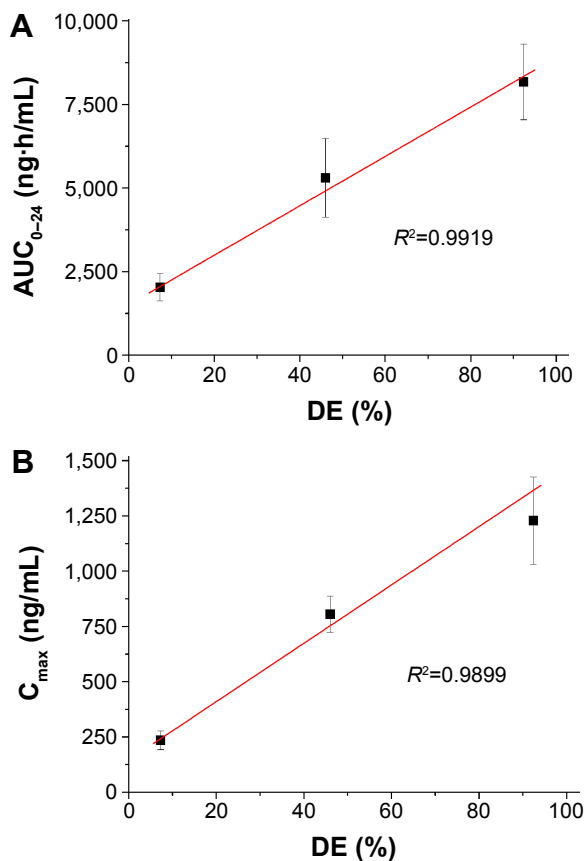 A
10,000
7,500
5,000
2,500
0
AUC0–24 (ng·h/mL)
R²=0.9919
0 20 40 60 80 100
DE (%)
B
1,500
1,250
1,000
750
500
250
0
Cmax (ng/mL)
R²=0.9899
0 20 40 60 80 100
DE (%)